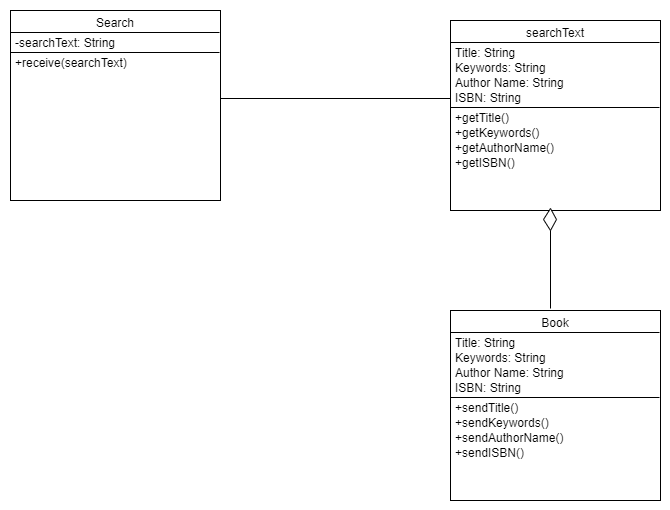 Search
-searchText: String
+receive(searchText)
searchText
Title: String
Keywords: String
Author Name: String
ISBN: String
+getTitle()
+getKeywords()
+getAuthorName()
+getISBN()
Book
Title: String
Keywords: String
Author Name: String
ISBN: String
+sendTitle()
+sendKeywords()
+sendAuthorName()
+sendISBN()